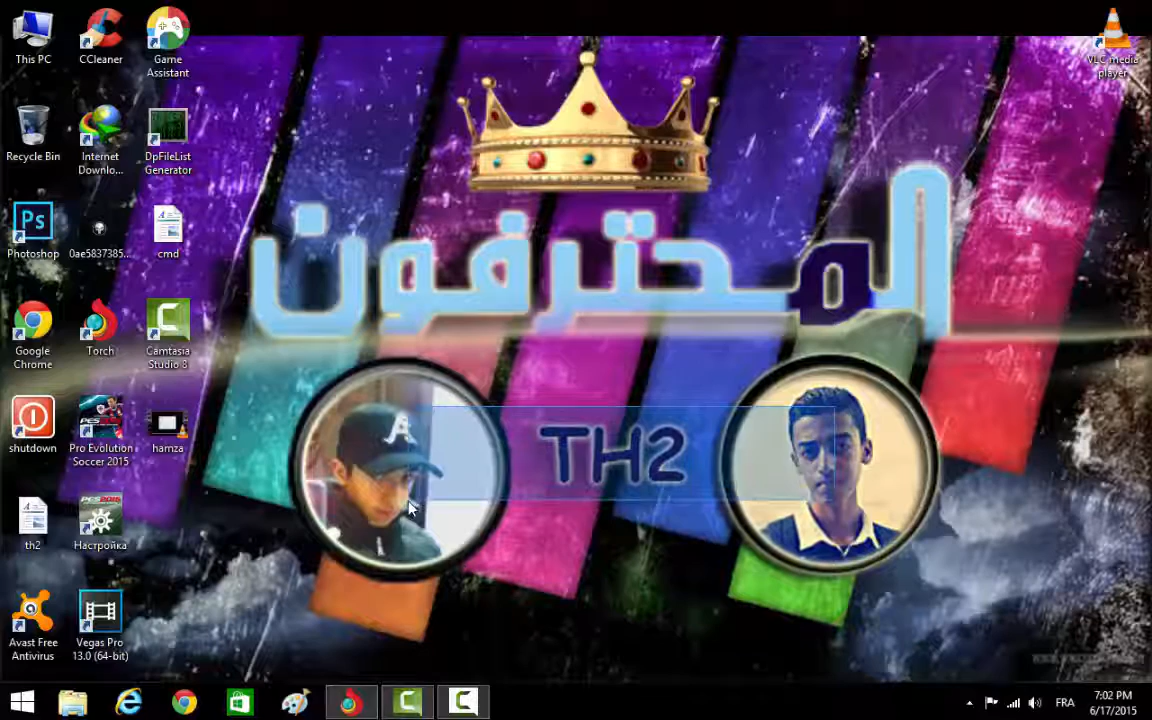 This PC
CCleaner
Game
Assistant
VLC media
player
Recycle Bin
Internet
Downlo...
DpFileList
Generator
Ps
Photoshop
0ae5837385...
cmd
المحترفون
Google
Chrome
Torch
Camtasia
Studio 8
shutdown
Pro Evolution
Soccer 2015
hamza
TH2
th2
PES2015
Настройка
Avast Free
Antivirus
Vegas Pro
13.0 (64-bit)
FRA
7:02 PM
6/17/2015